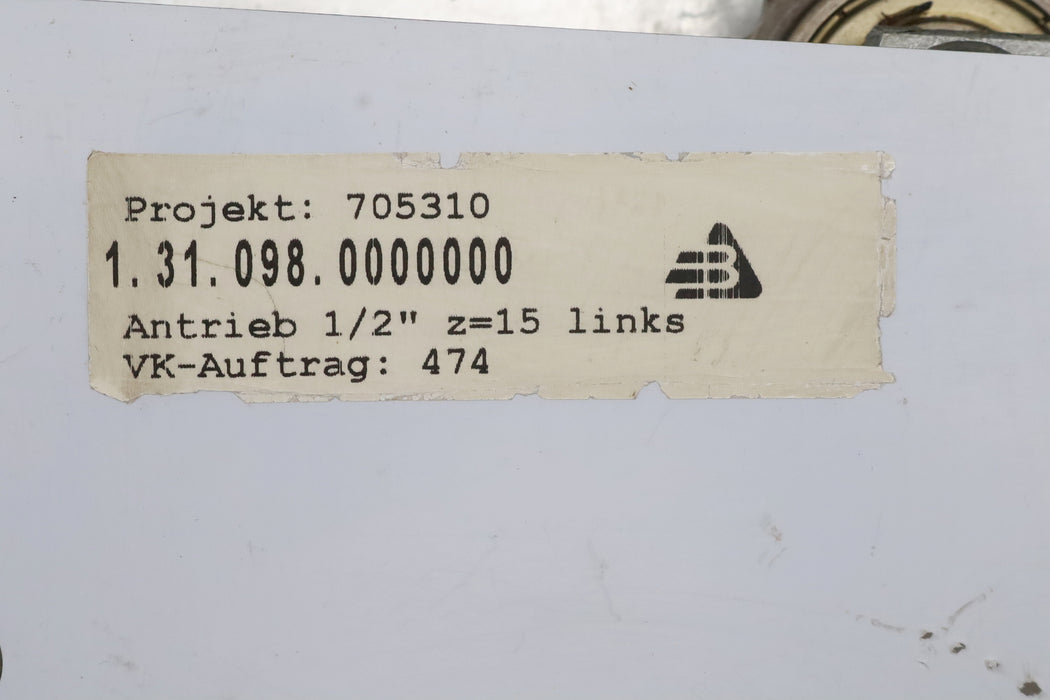 Projekt: 705310
1.31.098.0000000
Antrieb 1/2" z=15 links
VK-Auftrag: 474